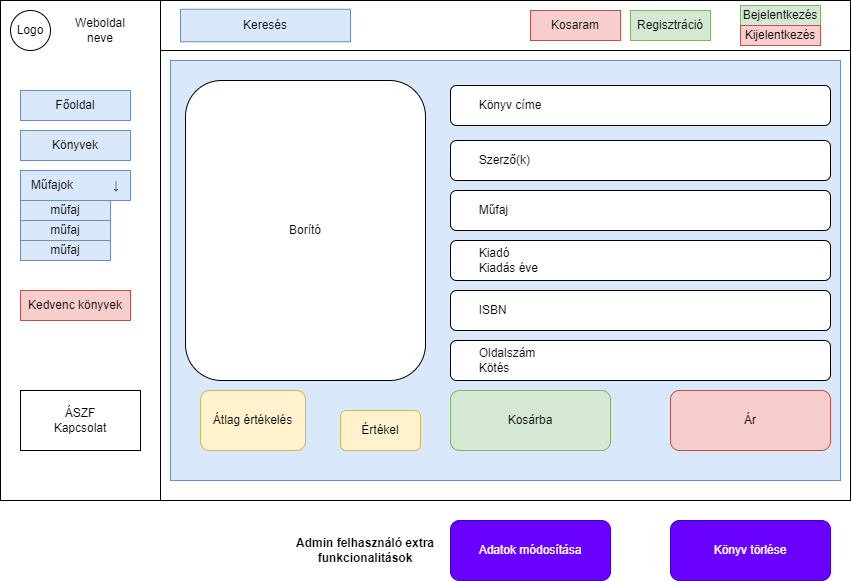 Logo
Weboldal
neve
Keresés
Kosaram
Regisztráció
Bejelentkezés
Kijelentkezés
Főoldal
Könyvek
Műfajok ↓
műfaj
műfaj
műfaj
Kedvenc könyvek
ÁSZF
Kapcsolat
Borító
Könyv címe
Szerző(k)
Műfaj
Kiadó
Kiadás éve
ISBN
Oldalszám
Kötés
Átlag értékelés
Értékel
Kosárba
Ár
Admin felhasználó extra
funkcionalitások
Adatok módosítása
Könyv törlése